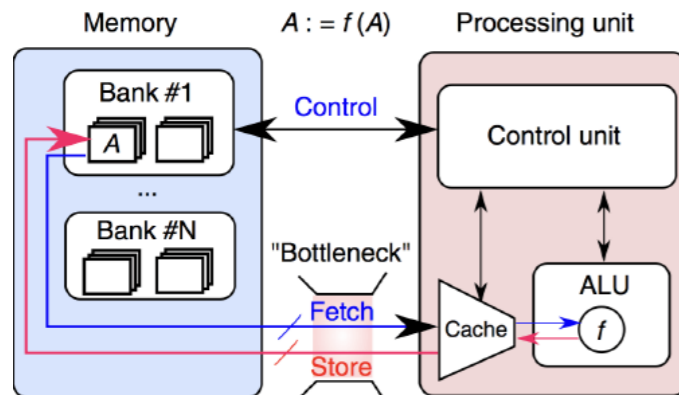 Memory
A := f(A)
Processing unit
Bank #1
A
Control
Control unit
...
Bank #N
"Bottleneck"
ALU
Fetch
Cache
f
Store